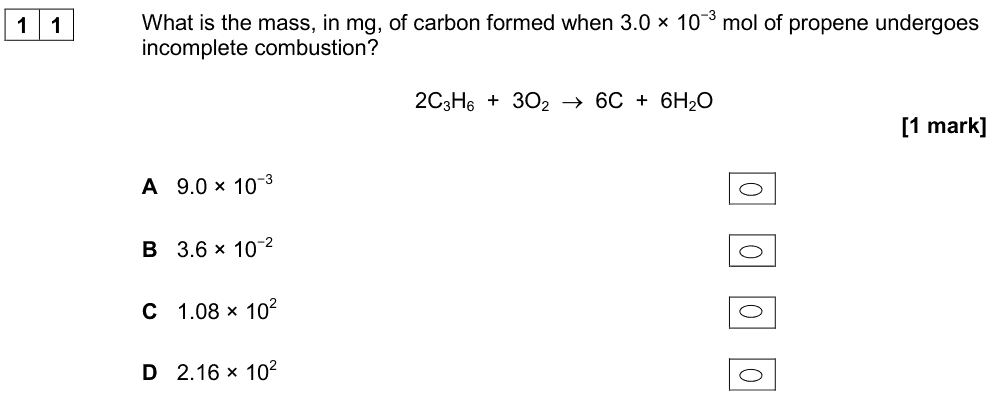 1 1 What is the mass, in mg, of carbon formed when 3.0 × 10⁻³ mol of propene undergoes
incomplete combustion?
2C₃H₆ + 3O₂ → 6C + 6H₂O
[1 mark]
A 9.0 × 10⁻³
B 3.6 × 10⁻²
C 1.08 × 10²
D 2.16 × 10²